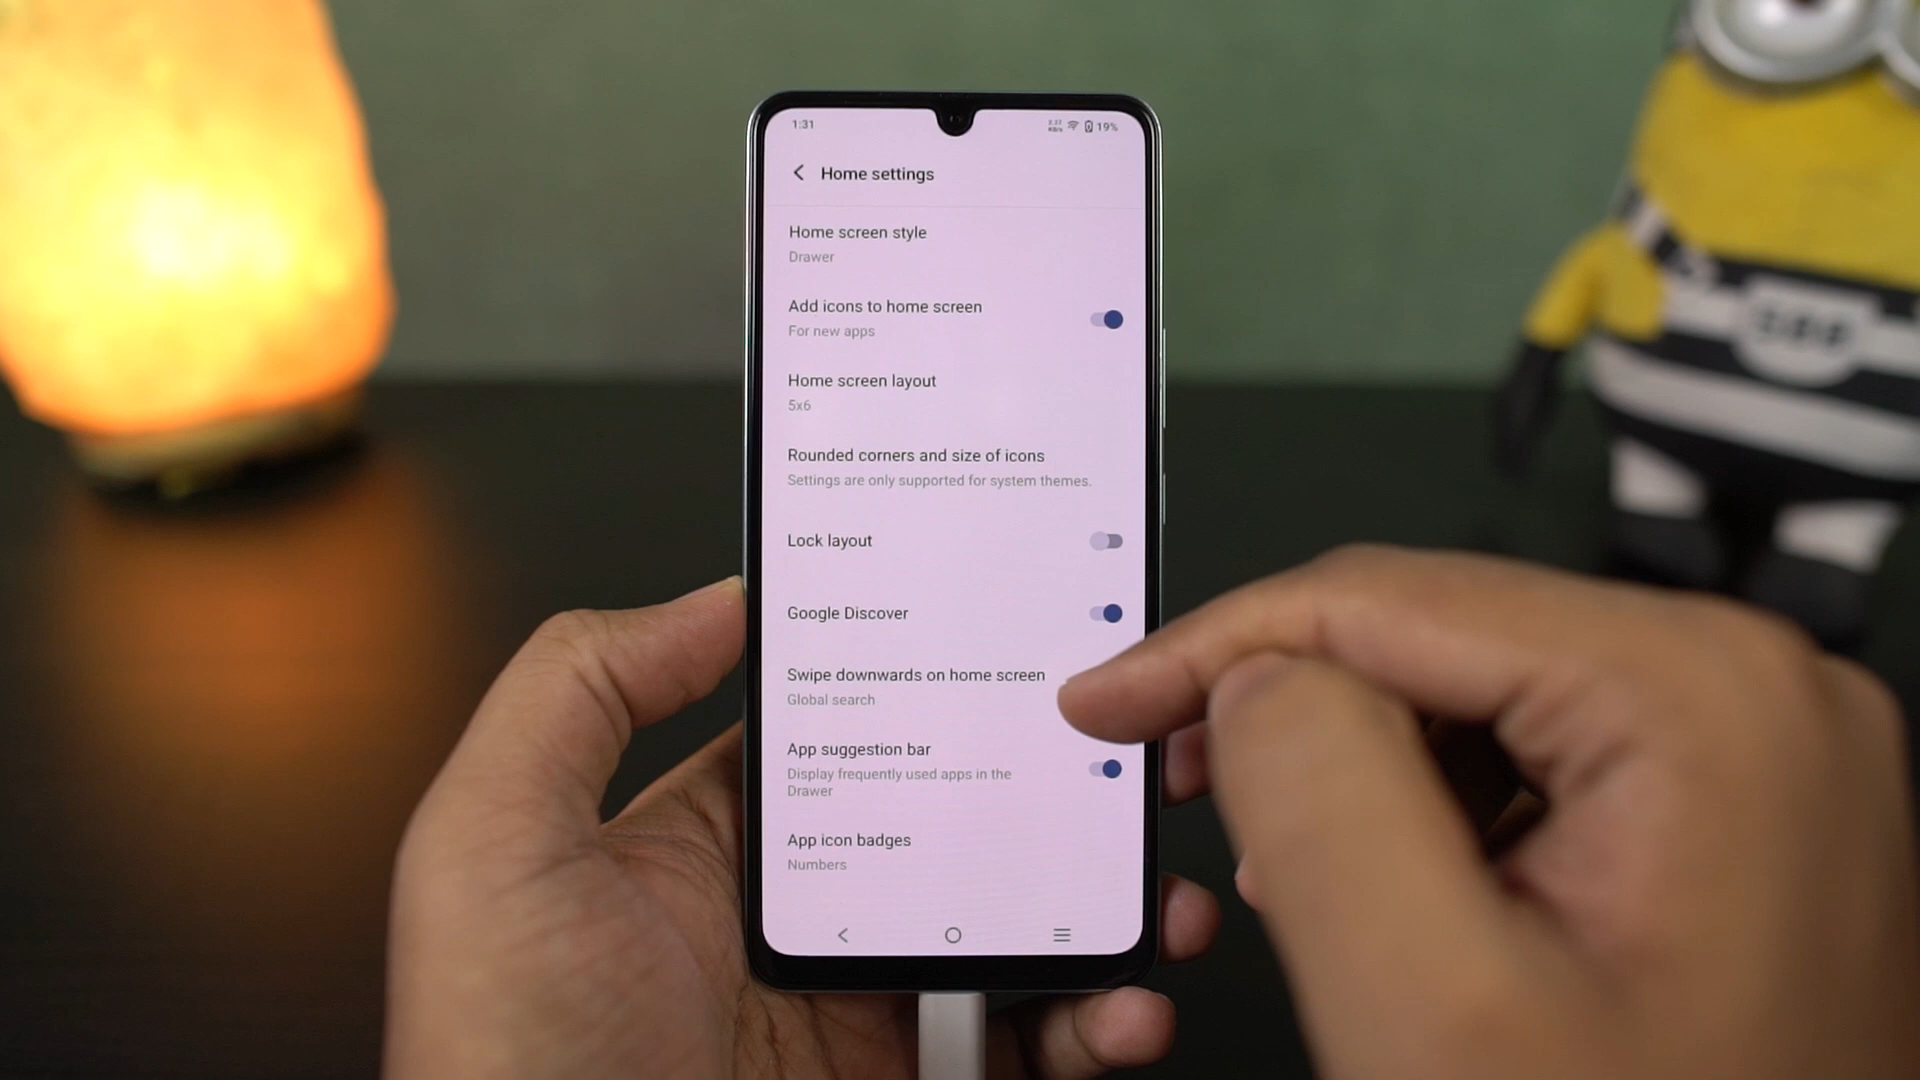 1:31
19%
Home settings
Home screen style
Drawer
Add icons to home screen
For new apps
Home screen layout
5x6
Rounded corners and size of icons
Settings are only supported for system themes.
Lock layout
Google Discover
Swipe downwards on home screen
Global search
App suggestion bar
Display frequently used apps in the
Drawer
App icon badges
Numbers